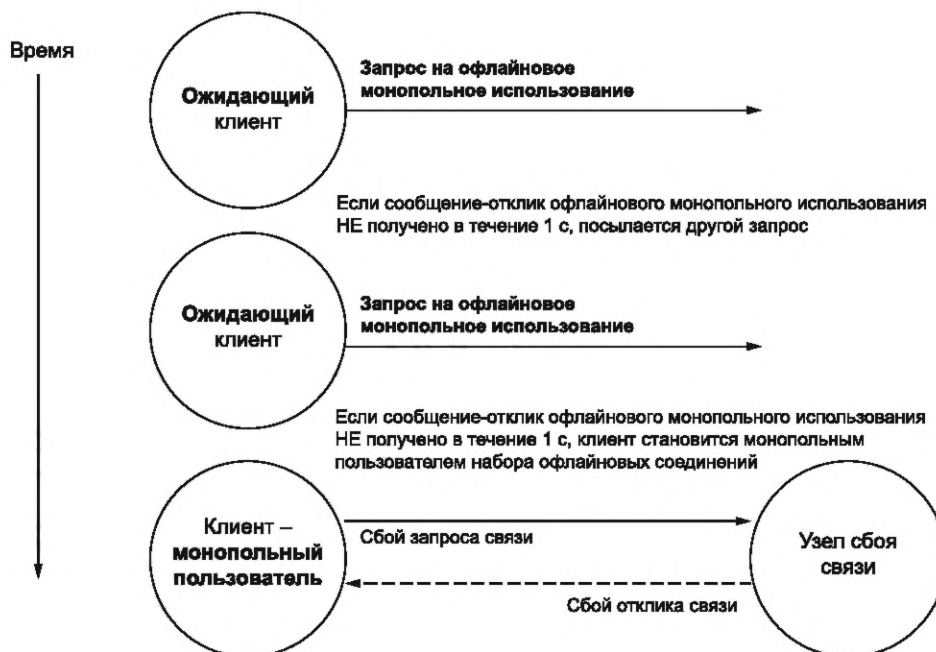 Время
Ожидающий
клиент
Запрос на офлайновое
монопольное использование
Если сообщение-отклик офлайнового монопольного использования
НЕ получено в течение 1 с, посылается другой запрос
Ожидающий
клиент
Запрос на офлайновое
монопольное использование
Если сообщение-отклик офлайнового монопольного использования
НЕ получено в течение 1 с, клиент становится монопольным
пользователем набора офлайновых соединений
Клиент –
монопольный
пользователь
Сбой запроса связи
Узел сбоя
связи
Сбой отклика связи